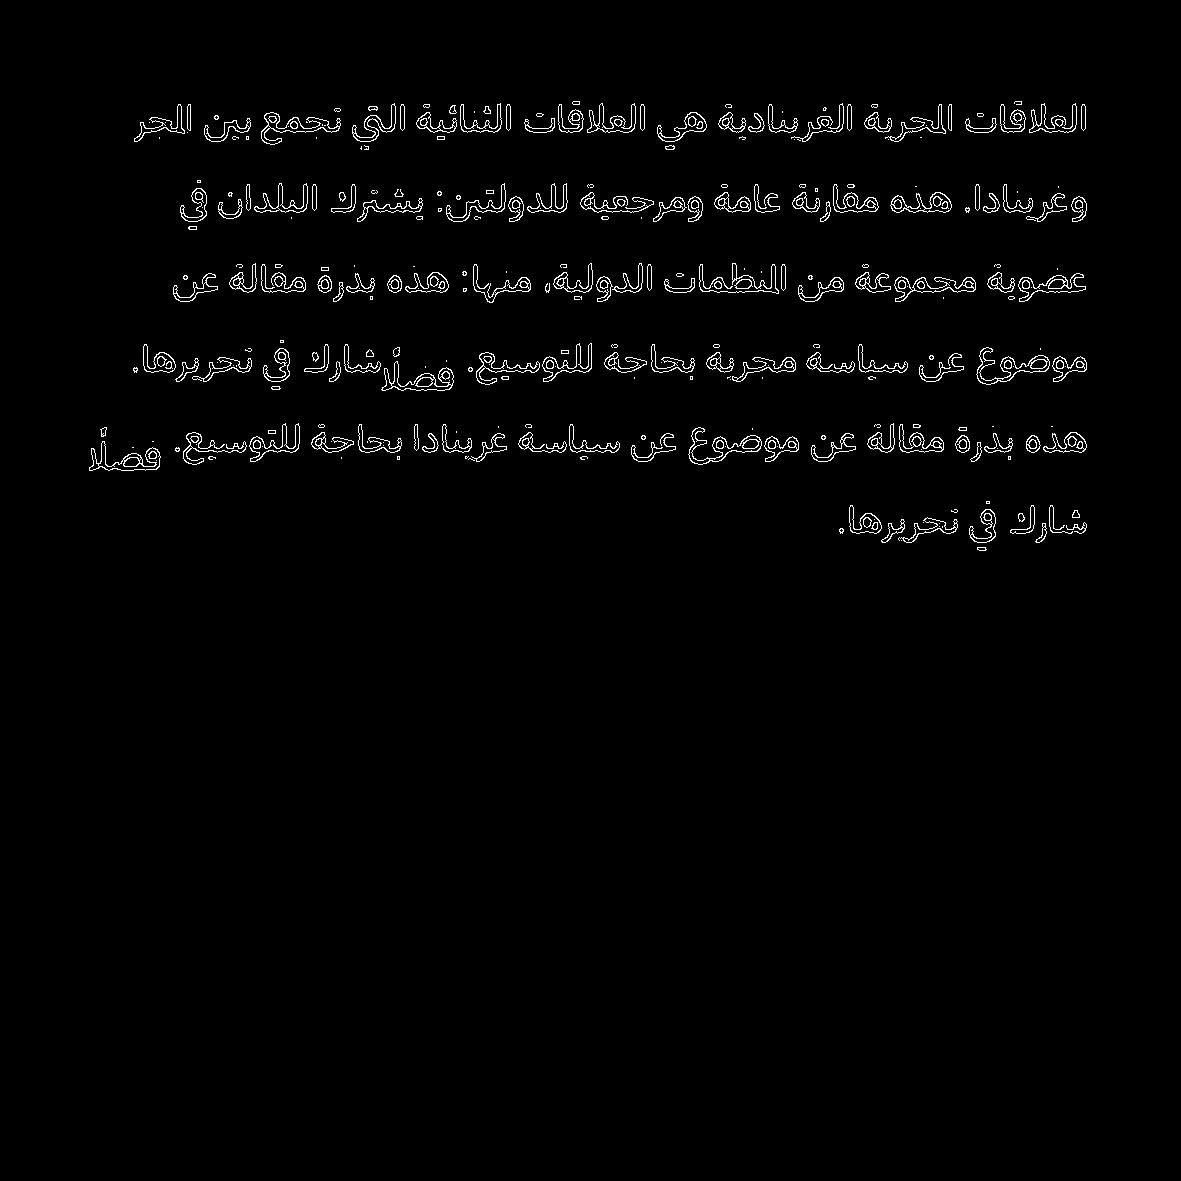 العلاقات المجرية الغرينادية هي العلاقات الثنائية التي تجمع بين المجر
وغرينادا. هذه مقارنة عامة ومرجعية للدولتين: يشترك البلدان في
عضوية مجموعة من المنظمات الدولية، منها: هذه بذرة مقالة عن
موضوع عن سياسة مجرية بحاجة للتوسيع. فضلًا شارك في تحريرها.
هذه بذرة مقالة عن موضوع عن سياسة غرينادا بحاجة للتوسيع. فضلًا
شارك في تحريرها.